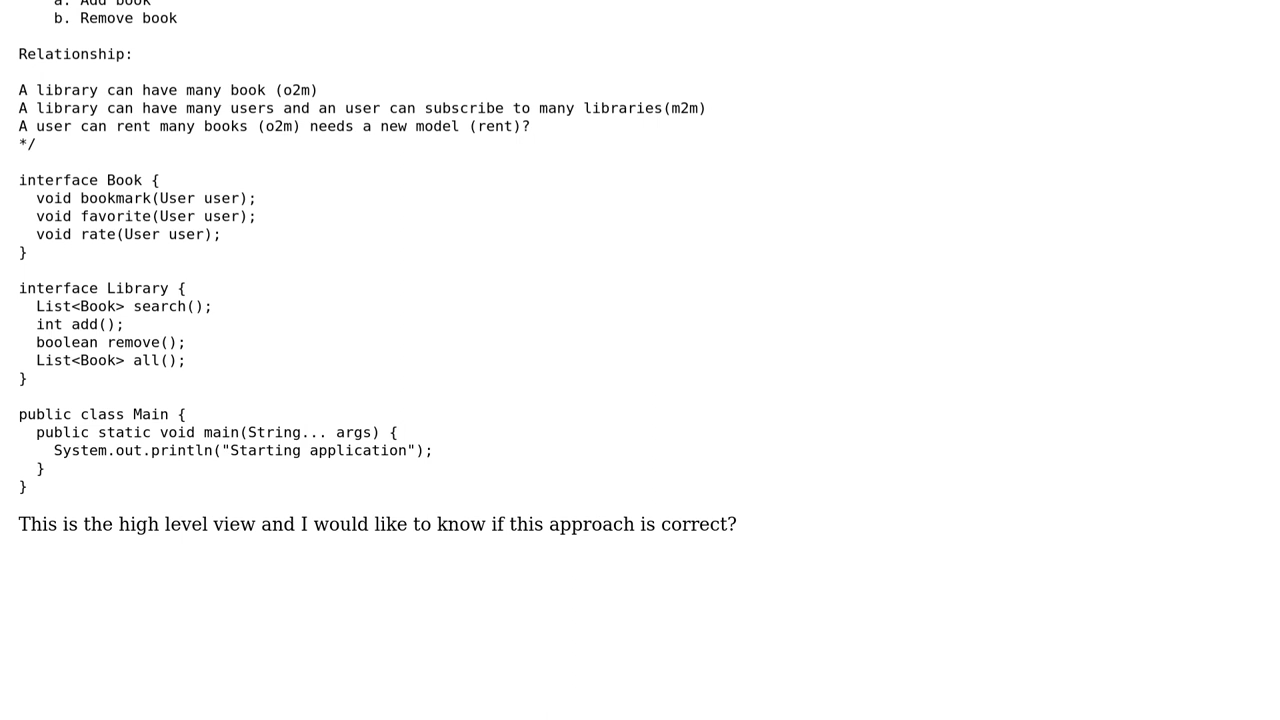 a. Add book
b. Remove book
Relationship:
A library can have many book (o2m)
A library can have many users and an user can subscribe to many libraries(m2m)
A user can rent many books (o2m) needs a new model (rent)?
*/
interface Book {
void bookmark(User user);
void favorite(User user);
void rate(User user);
}
interface Library {
List<Book> search();
int add();
boolean remove();
List<Book> all();
}
public class Main {
public static void main(String... args) {
System.out.println("Starting application");
}
}
This is the high level view and I would like to know if this approach is correct?